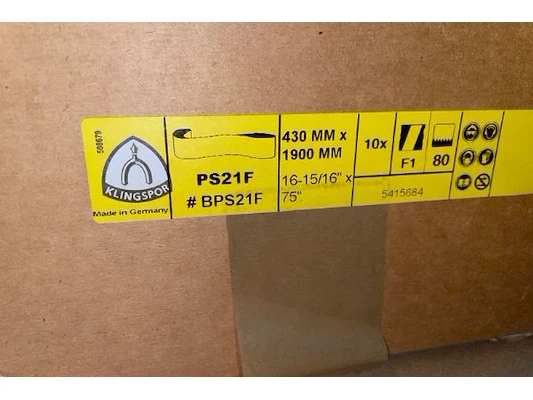 508679
KLINGSPOR
Made in Germany
PS21F
# BPS21F
430 MM x
1900 MM
16-15/16" x
75"
10x
F1
80
5415684